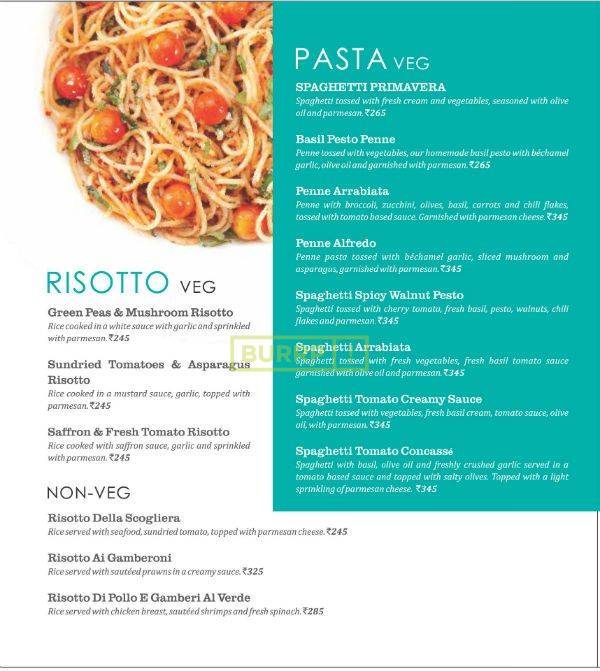 RISOTTO VEG
Green Peas & Mushroom Risotto
Rice cooked in a white sauce with garlic and sprinkled
with parmesan. ₹245
Sundried Tomatoes & Asparagus
Risotto
Rice cooked in a mustard sauce, garlic, topped with
parmesan. ₹245
Saffron & Fresh Tomato Risotto
Rice cooked with saffron sauce, garlic and sprinkled
with parmesan. ₹245
NON-VEG
Risotto Della Scogliera
Rice served with seafood, sundried tomato, topped with parmesan cheese. ₹245
Risotto Ai Gamberoni
Rice served with sautéed prawns in a creamy sauce. ₹325
Risotto Di Pollo E Gamberi Al Verde
Rice served with chicken breast, sautéed shrimps and fresh spinach. ₹285
PASTA VEG
SPAGHETTI PRIMAVERA
Spaghetti tossed with fresh cream and vegetables, seasoned with olive
oil and parmesan. ₹265
Basil Pesto Penne
Penne tossed with vegetables, our homemade basil pesto with béchamel
garlic, olive oil and garnished with parmesan. ₹265
Penne Arrabiata
Penne with broccoli, zucchini, olives, basil, carrots and chili flakes,
tossed with tomato based sauce. Garnished with parmesan cheese. ₹345
Penne Alfredo
Penne pasta tossed with béchamel garlic, sliced mushroom and
asparagus, garnished with parmesan. ₹345
Spaghetti Spicy Walnut Pesto
Spaghetti tossed with cherry tomato, fresh basil, pesto, walnuts, chili
flakes and parmesan. ₹345
Spaghetti Arrabiata
Spaghetti tossed with fresh vegetables, fresh basil tomato sauce
garnished with olive oil and parmesan. ₹345
Spaghetti Tomato Creamy Sauce
Spaghetti tossed with vegetables, fresh basil cream, tomato sauce, olive
oil, with parmesan. ₹345
Spaghetti Tomato Concassé
Spaghetti with basil, olive oil and freshly crushed garlic served in a
tomato based sauce and topped with salty olives. Topped with a light
sprinkling of parmesan cheese. ₹345